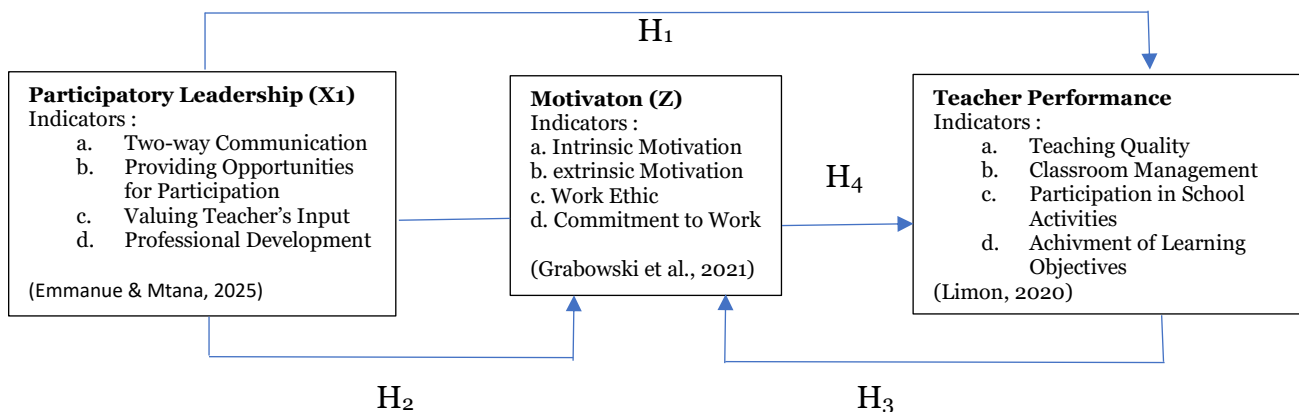 H₁
Participatory Leadership (X1)
Indicators :
a. Two-way Communication
b. Providing Opportunities
for Participation
c. Valuing Teacher's Input
d. Professional Development
(Emmanue & Mtana, 2025)
Motivaton (Z)
Indicators :
a. Intrinsic Motivation
b. extrinsic Motivation
c. Work Ethic
d. Commitment to Work
(Grabowski et al., 2021)
H₄
Teacher Performance
Indicators :
a. Teaching Quality
b. Classroom Management
c. Participation in School
Activities
d. Achivment of Learning
Objectives
(Limon, 2020)
H₂
H₃